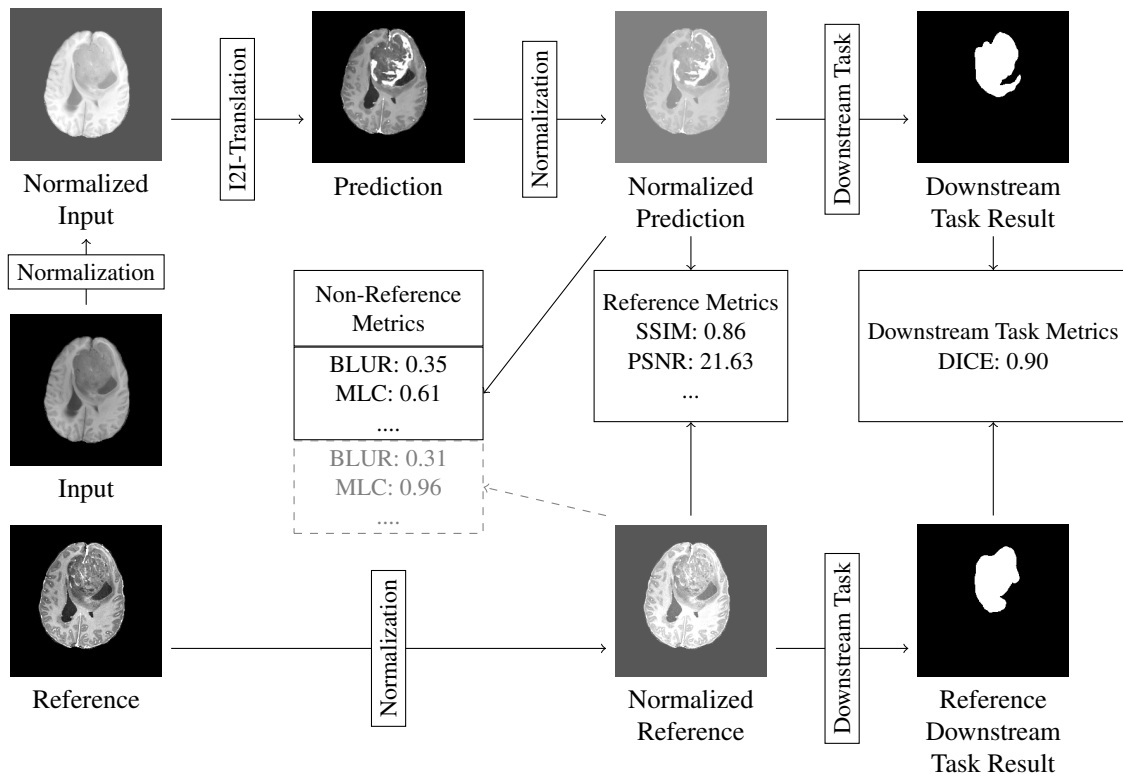 I2I-Translation
Normalization
Downstream Task
Normalized
Input
Prediction
Normalized
Prediction
Downstream
Task Result
Normalization
Non-Reference
Metrics
BLUR: 0.35
MLC: 0.61
....
BLUR: 0.31
MLC: 0.96
....
Reference Metrics
SSIM: 0.86
PSNR: 21.63
...
Downstream Task Metrics
DICE: 0.90
Input
Normalization
Downstream Task
Reference
Normalized
Reference
Reference
Downstream
Task Result